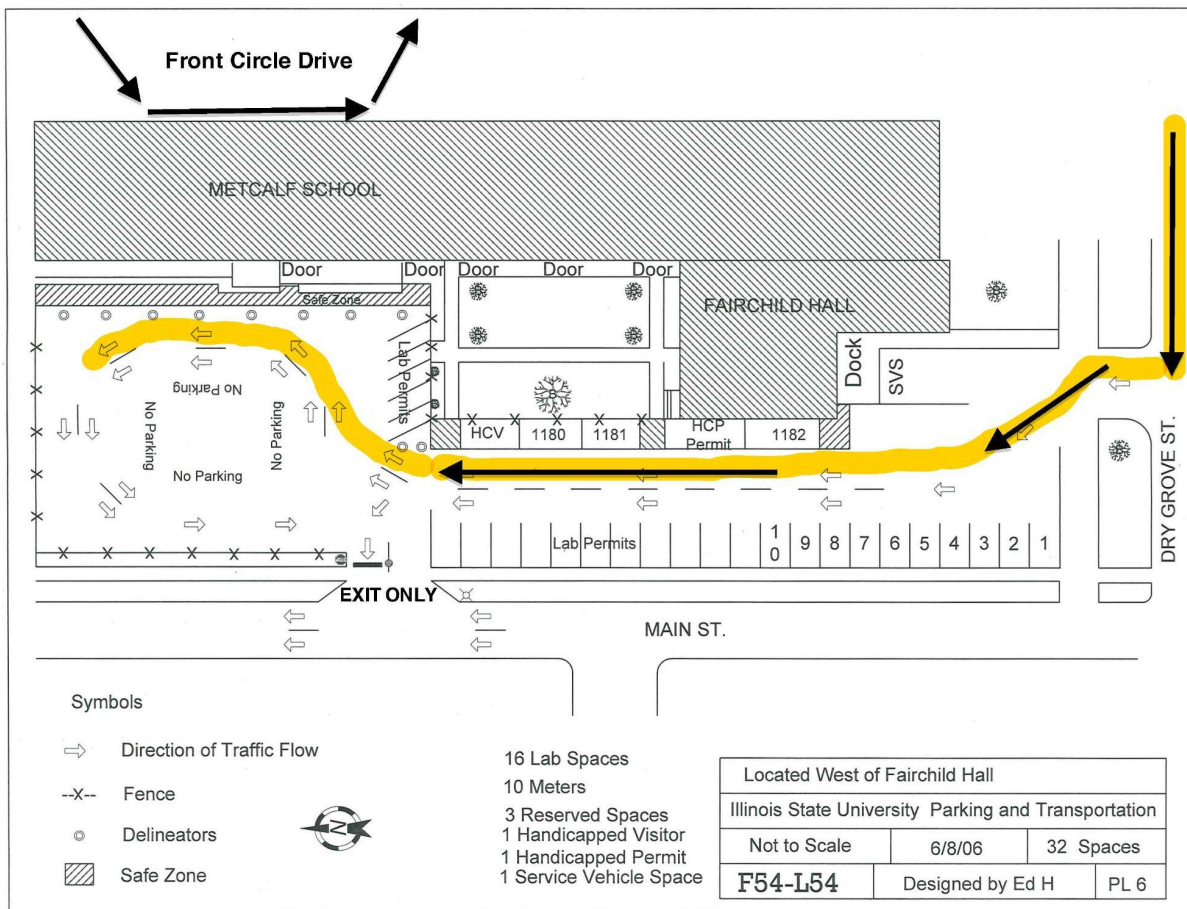 Front Circle Drive
METCALF SCHOOL
Door
Door
Door
Door
Door
Safe Zone
FAIRCHILD HALL
Lab Permits
Dock
SVS
No Parking
No Parking
No Parking
No Parking
HCV
1180
1181
HCP
Permit
1182
DRY GROVE ST.
Lab Permits
10
9
8
7
6
5
4
3
2
1
EXIT ONLY
MAIN ST.
Symbols
Direction of Traffic Flow
--X-- Fence
Delineators
Safe Zone
N
16 Lab Spaces
10 Meters
3 Reserved Spaces
1 Handicapped Visitor
1 Handicapped Permit
1 Service Vehicle Space
Located West of Fairchild Hall
Illinois State University Parking and Transportation
Not to Scale 6/8/06 32 Spaces
F54-L54 Designed by Ed H PL 6